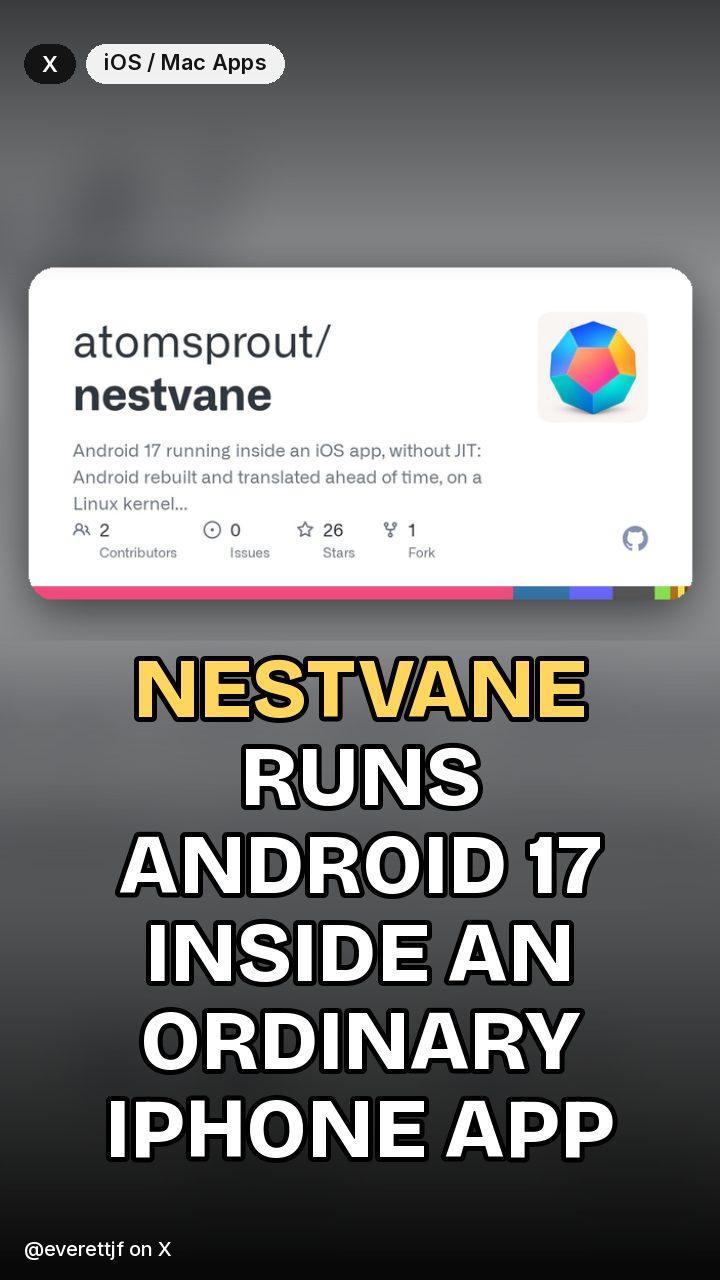 X
iOS / Mac Apps
atomsprout/
nestvane
Android 17 running inside an iOS app, without JIT:
Android rebuilt and translated ahead of time, on a
Linux kernel...
2
Contributors
0
Issues
26
Stars
1
Fork
NESTVANE
RUNS
ANDROID 17
INSIDE AN
ORDINARY
IPHONE APP
@everettjf on X